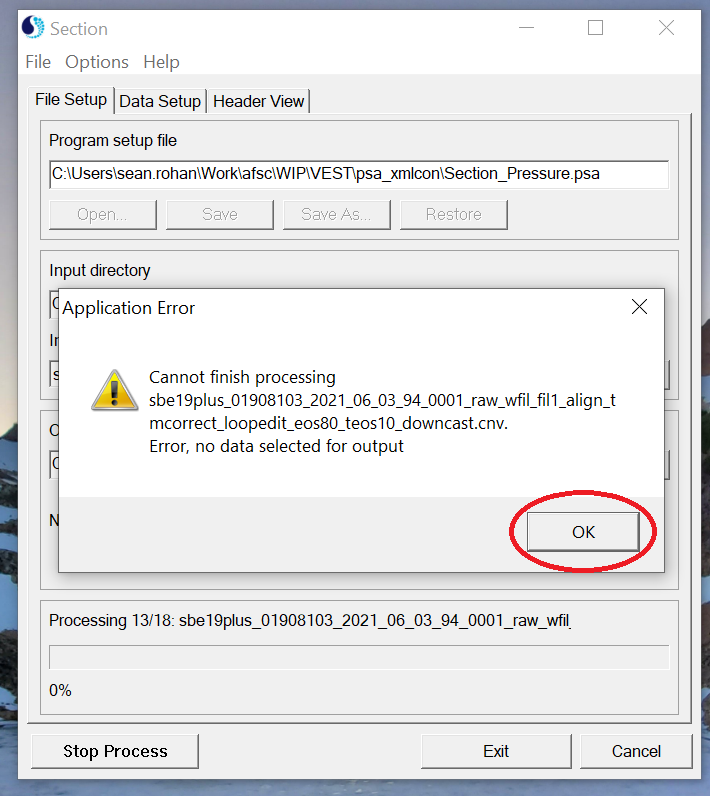 Section
File Options Help
File Setup Data Setup Header View
Program setup file
C:\Users\sean.rohan\Work\afsc\WIP\VEST\psa_xmlcon\Section_Pressure.psa
Open... Save Save As... Restore
Input directory
Application Error
Cannot finish processing
sbe19plus_01908103_2021_06_03_94_0001_raw_wfil_fil1_align_t
mcorrect_loopedit_eos80_teos10_downcast.cnv.
Error, no data selected for output
OK
Processing 13/18: sbe19plus_01908103_2021_06_03_94_0001_raw_wfil
0%
Stop Process Exit Cancel